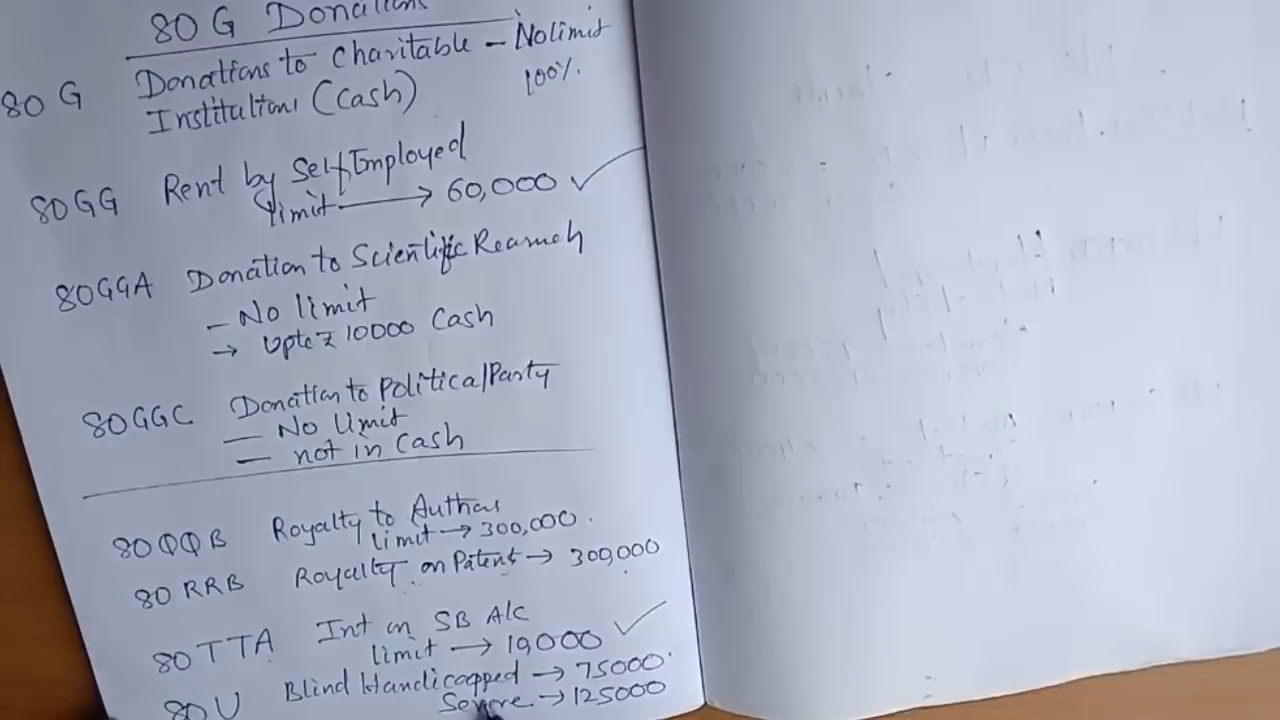 80 G Donations
80 G Donations to Charitable - No limit
Institutions (Cash) 100%.
80GG Rent by Self Employed
limit → 60,000 ✓
80GGA Donation to Scientific Research
- No limit
→ Upto ₹ 10000 Cash
80GGC Donation to Political Party
- No limit
- not in Cash
80QQB Royalty to Authors
limit → 300,000.
80 RRB Royalty on Patent → 300,000
80 TTA Int on SB A/C
limit → 10,000 ✓
80 U Blind Handicapped → 75000
Severe → 125000